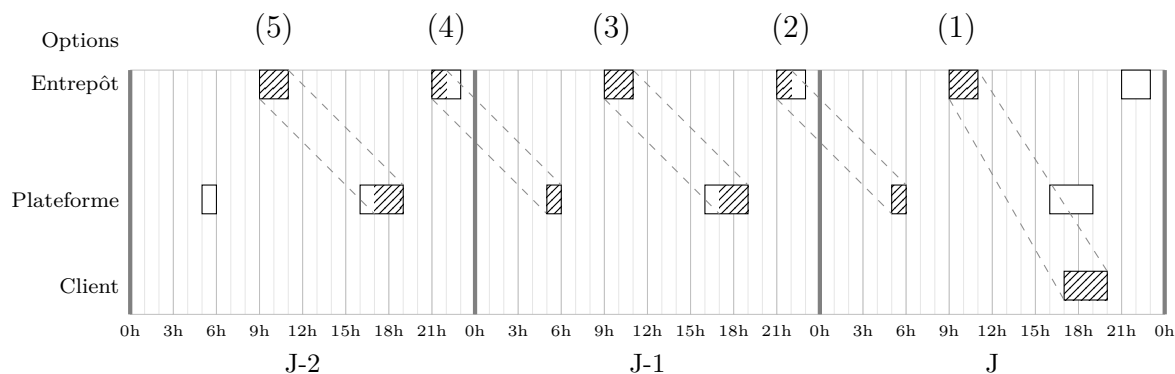 (5) (4) (3) (2) (1)
Options
Entrepôt
Plateforme
Client
0h 3h 6h 9h 12h 15h 18h 21h 0h 3h 6h 9h 12h 15h 18h 21h 0h 3h 6h 9h 12h 15h 18h 21h 0h
J-2 J-1 J